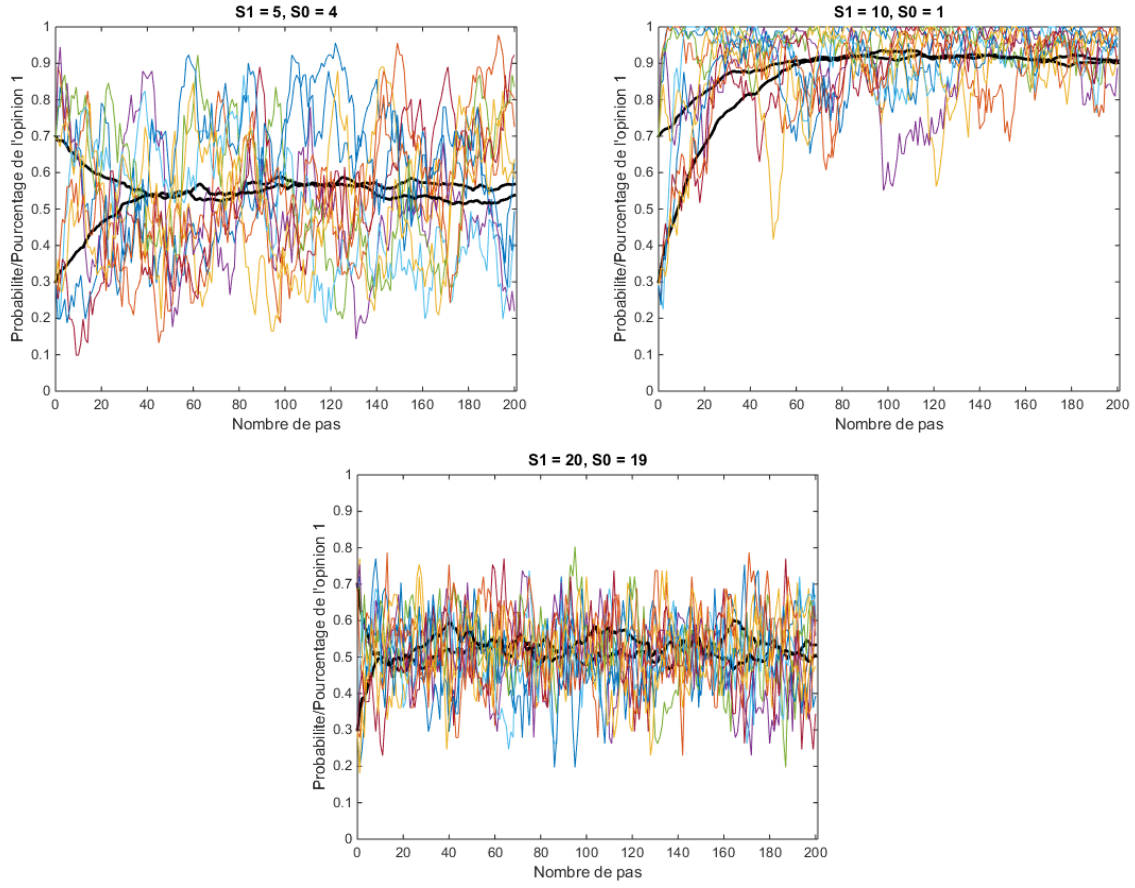 S1 = 5, S0 = 4
Probabilite/Pourcentage de l'opinion 1
1
0.9
0.8
0.7
0.6
0.5
0.4
0.3
0.2
0.1
0
0 20 40 60 80 100 120 140 160 180 200
Nombre de pas
S1 = 10, S0 = 1
Probabilite/Pourcentage de l'opinion 1
1
0.9
0.8
0.7
0.6
0.5
0.4
0.3
0.2
0.1
0
0 20 40 60 80 100 120 140 160 180 200
Nombre de pas
S1 = 20, S0 = 19
Probabilite/Pourcentage de l'opinion 1
1
0.9
0.8
0.7
0.6
0.5
0.4
0.3
0.2
0.1
0
0 20 40 60 80 100 120 140 160 180 200
Nombre de pas